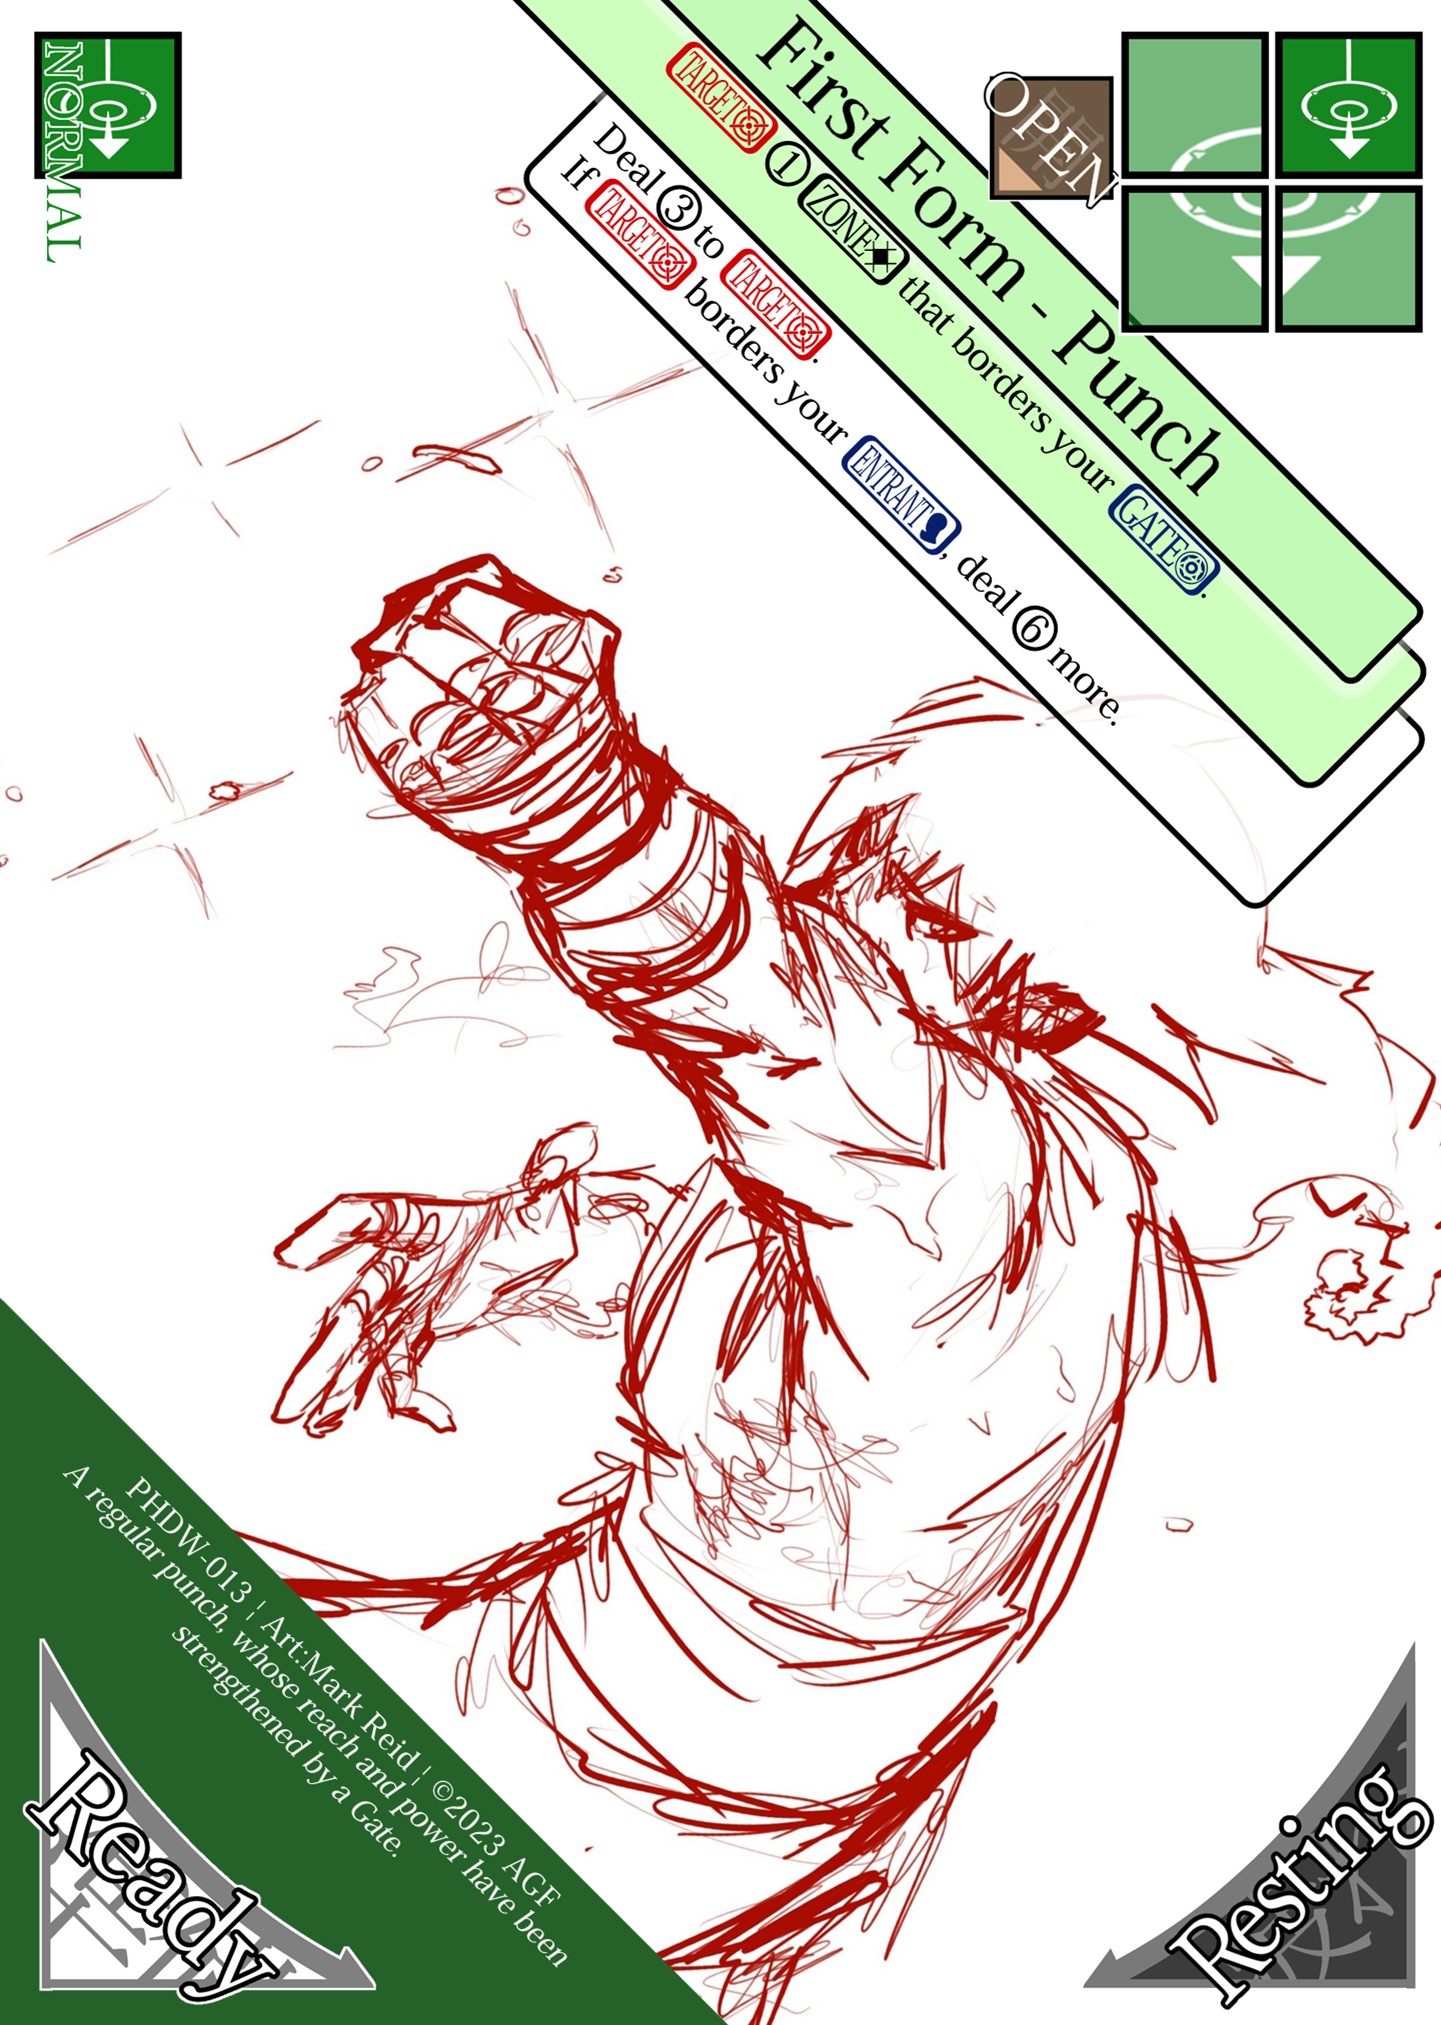 NORMAL
OPEN
開
First Form - Punch
TARGET ① ZONE that borders your GATE.
Deal ③ to TARGET.
If TARGET borders your ENTRANT, deal ⑥ more.
PHDW-013 ¦ Art:Mark Reid ¦ ©2023 AGF
A regular punch, whose reach and power have been
strengthened by a Gate.
Ready
Resting